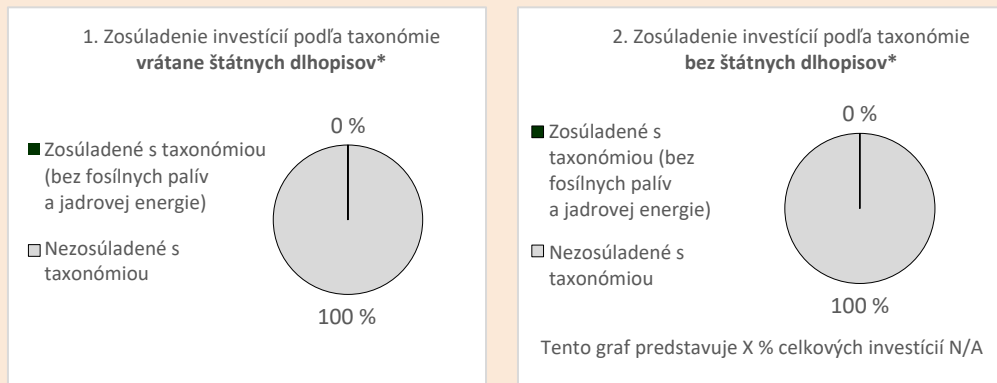 1. Zosúladenie investícií podľa taxonómie
vrátane štátnych dlhopisov*
0 %
Zosúladené s taxonómiou
(bez fosílnych palív
a jadrovej energie)
Nezosúladené s
taxonómiou
100 %
2. Zosúladenie investícií podľa taxonómie
bez štátnych dlhopisov*
0 %
Zosúladené s
taxonómiou (bez
fosílnych palív
a jadrovej energie)
Nezosúladené s
taxonómiou
100 %
Tento graf predstavuje X % celkových investícií N/A